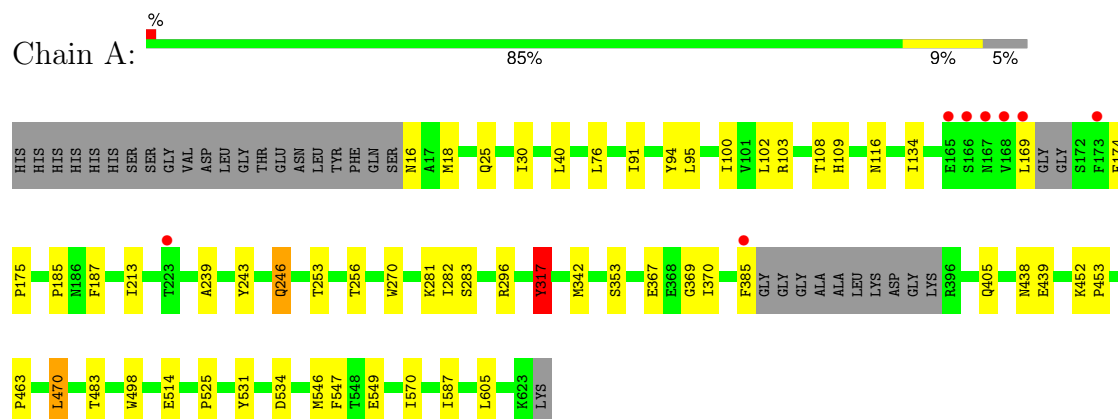 %
Chain A:
85% 9% 5%
HIS HIS HIS HIS HIS HIS SER SER GLY VAL ASP LEU GLY THR GLU ASN LEU TYR PHE GLN SER N16 A17 M18 Q25 I30 L40 L76 I91 Y94 L95 I100 V101 L102 R103 T108 H109 N116 I134 E165 S166 N167 V168 L169 GLY GLY S172 F173 E174
P175 P185 N186 F187 I213 T223 A239 Y243 Q246 T253 T256 W270 K281 I282 S283 R296 Y317 M342 S353 E367 E368 G369 I370 F385 GLY GLY GLY ALA ALA LEU LYS ASP GLY LYS R396 Q405 N438 E439 K452 P453
P463 L470 T483 W498 E514 P525 Y531 D534 M546 F547 T548 E549 I570 I587 L605 K623 LYS